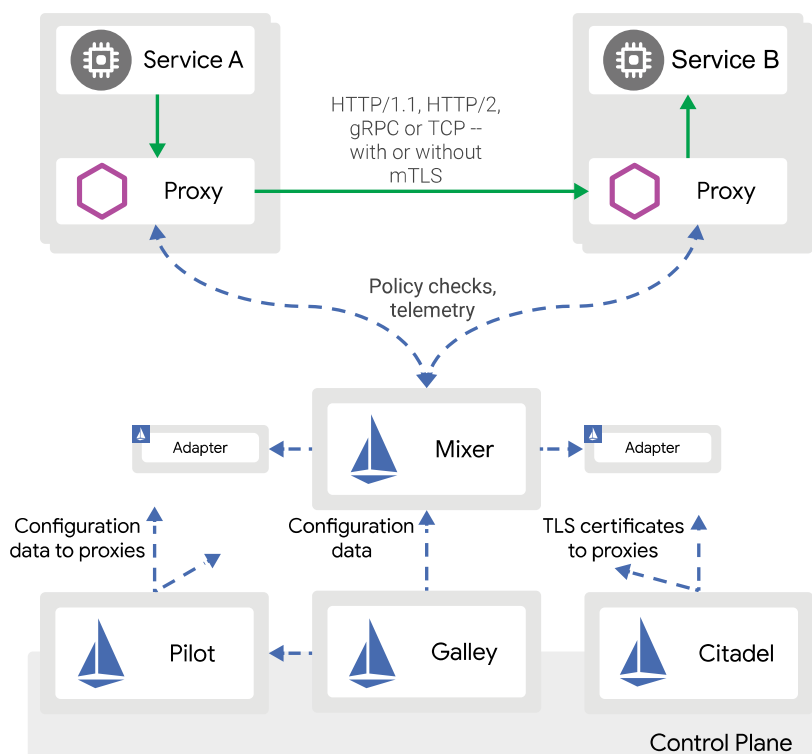 Service A
Service B
HTTP/1.1, HTTP/2,
gRPC or TCP --
with or without
mTLS
Proxy
Proxy
Policy checks,
telemetry
Mixer
Adapter
Adapter
Configuration
data to proxies
Configuration
data
TLS certificates
to proxies
Pilot
Galley
Citadel
Control Plane